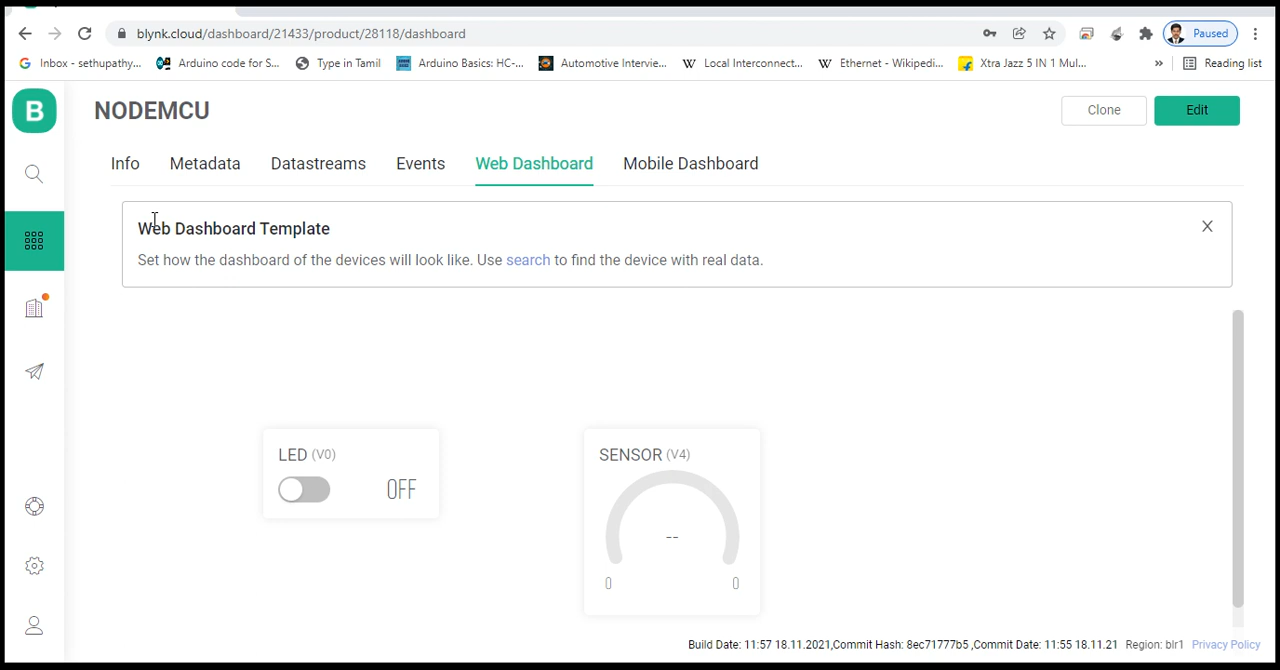 blynk.cloud/dashboard/21433/product/28118/dashboard
Paused
Inbox - sethupathy...
Arduino code for S...
Type in Tamil
Arduino Basics: HC-...
Automotive Intervie...
Local Interconnect...
Ethernet - Wikipedi...
Xtra Jazz 5 IN 1 Mul...
»
Reading list
B
NODEMCU
Clone
Edit
Info
Metadata
Datastreams
Events
Web Dashboard
Mobile Dashboard
Web Dashboard Template
Set how the dashboard of the devices will look like. Use search to find the device with real data.
LED (V0)
OFF
SENSOR (V4)
--
0
0
Build Date: 11:57 18.11.2021,Commit Hash: 8ec71777b5 ,Commit Date: 11:55 18.11.21 Region: blr1 Privacy Policy